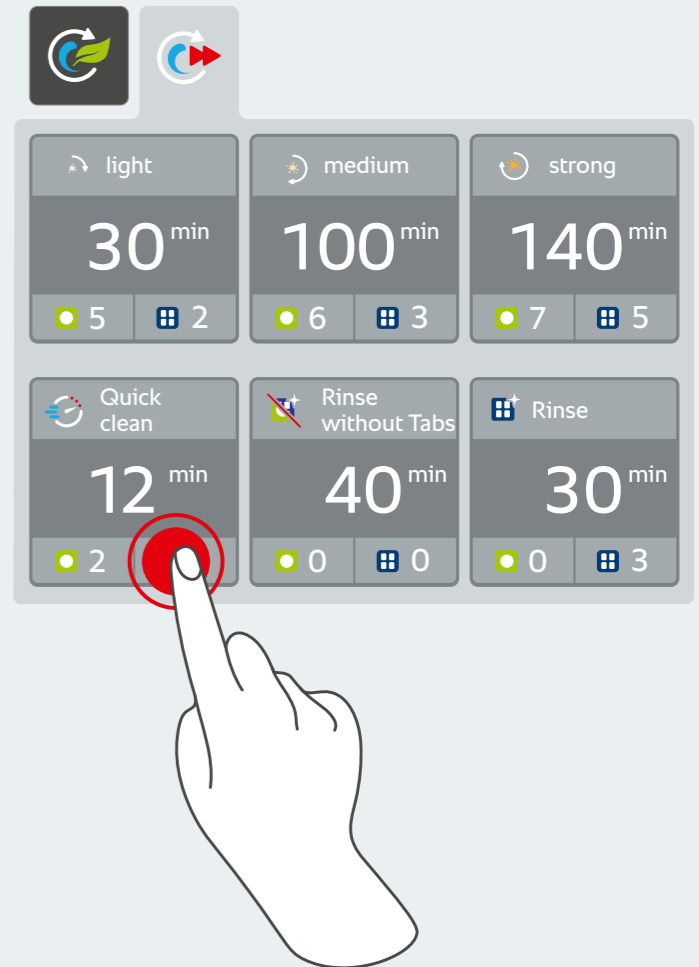 light
30 min
5 2
medium
100 min
6 3
strong
140 min
7 5
Quick
clean
12 min
2
Rinse
without Tabs
40 min
0 0
Rinse
30 min
0 3